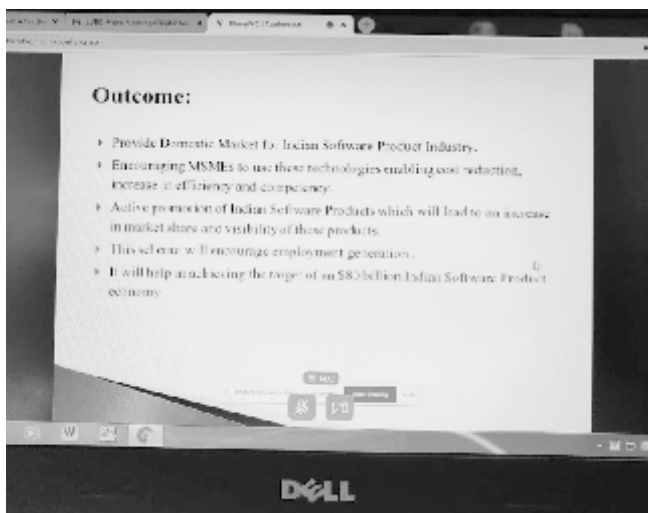 Outcome:
Provide Domestic Market for Indian Software Product Industry.
Encouraging MSMEs to use these technologies enabling cost reduction,
increase in efficiency and competency.
Active promotion of Indian Software Products which will lead to an increase
in market share and visibility of these products.
This scheme will encourage employment generation.
It will help in achieving the target of an $80 billion Indian Software Product
economy
DELL